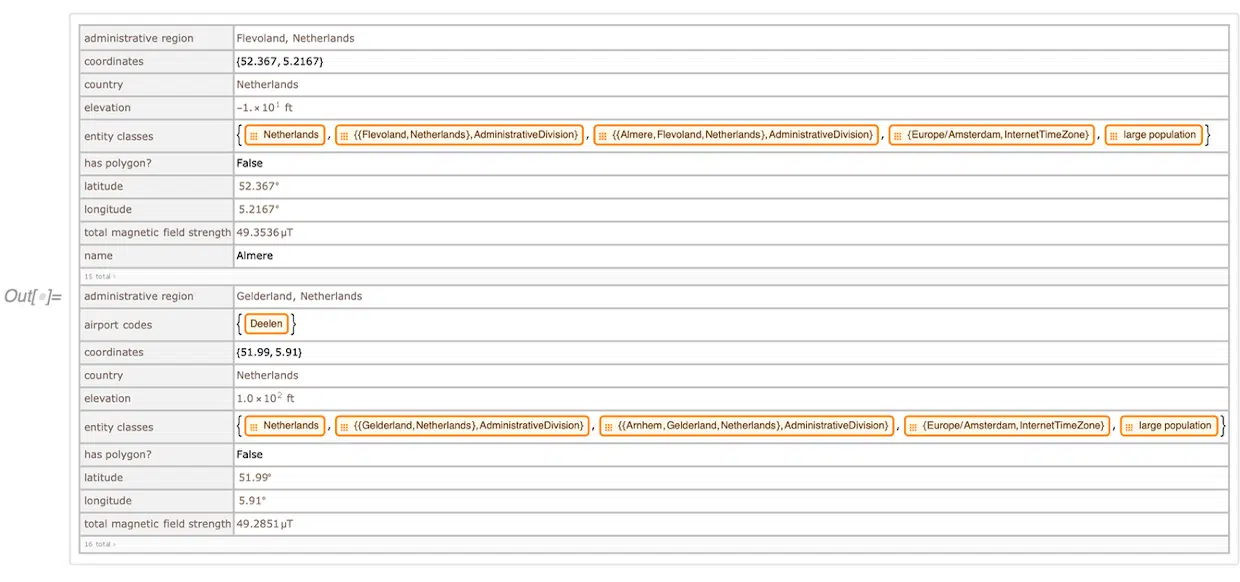 administrative region Flevoland, Netherlands
coordinates {52.367, 5.2167}
country Netherlands
elevation −1.×10¹ ft
entity classes { Netherlands , {{Flevoland, Netherlands}, AdministrativeDivision} , {{Almere, Flevoland, Netherlands}, AdministrativeDivision} , {Europe/Amsterdam, InternetTimeZone} , large population }
has polygon? False
latitude 52.367°
longitude 5.2167°
total magnetic field strength 49.3536 µT
name Almere
15 total ›
Out[•]=
administrative region Gelderland, Netherlands
airport codes { Deelen }
coordinates {51.99, 5.91}
country Netherlands
elevation 1.0×10² ft
entity classes { Netherlands , {{Gelderland, Netherlands}, AdministrativeDivision} , {{Arnhem, Gelderland, Netherlands}, AdministrativeDivision} , {Europe/Amsterdam, InternetTimeZone} , large population }
has polygon? False
latitude 51.99°
longitude 5.91°
total magnetic field strength 49.2851 µT
16 total ›